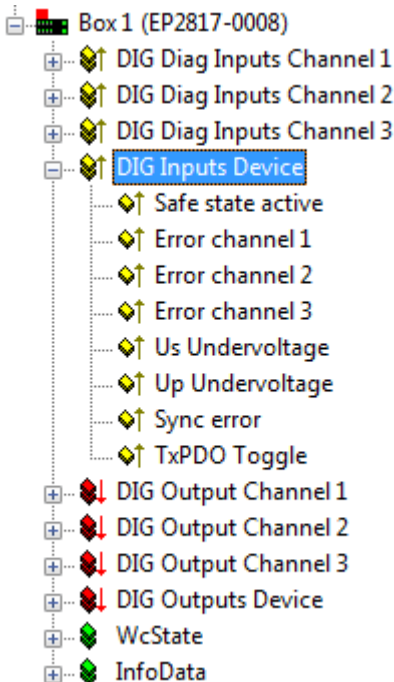 Box 1 (EP2817-0008)
DIG Diag Inputs Channel 1
DIG Diag Inputs Channel 2
DIG Diag Inputs Channel 3
DIG Inputs Device
Safe state active
Error channel 1
Error channel 2
Error channel 3
Us Undervoltage
Up Undervoltage
Sync error
TxPDO Toggle
DIG Output Channel 1
DIG Output Channel 2
DIG Output Channel 3
DIG Outputs Device
WcState
InfoData